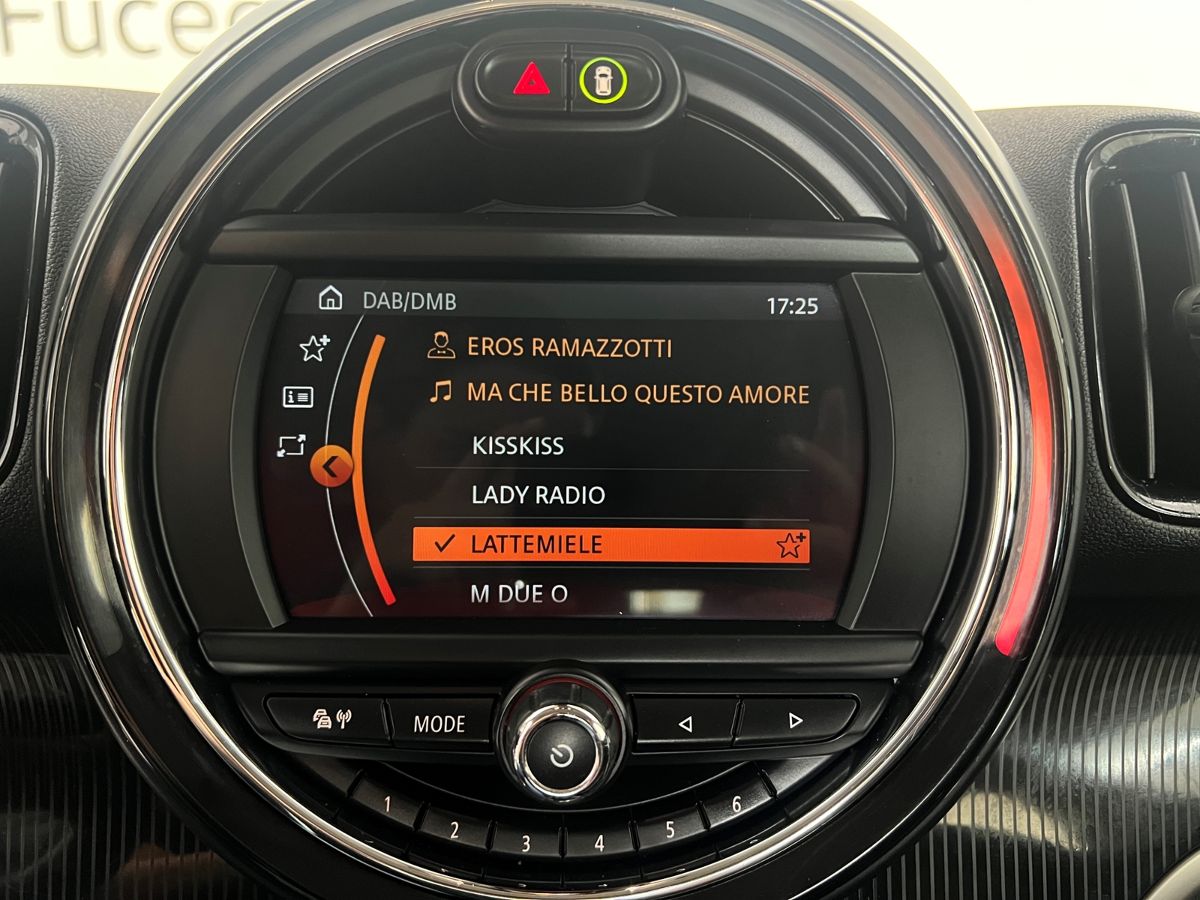 DAB/DMB 17:25
EROS RAMAZZOTTI
MA CHE BELLO QUESTO AMORE
KISSKISS
LADY RADIO
LATTEMIELE
M DUE O
MODE
1 2 3 4 5 6